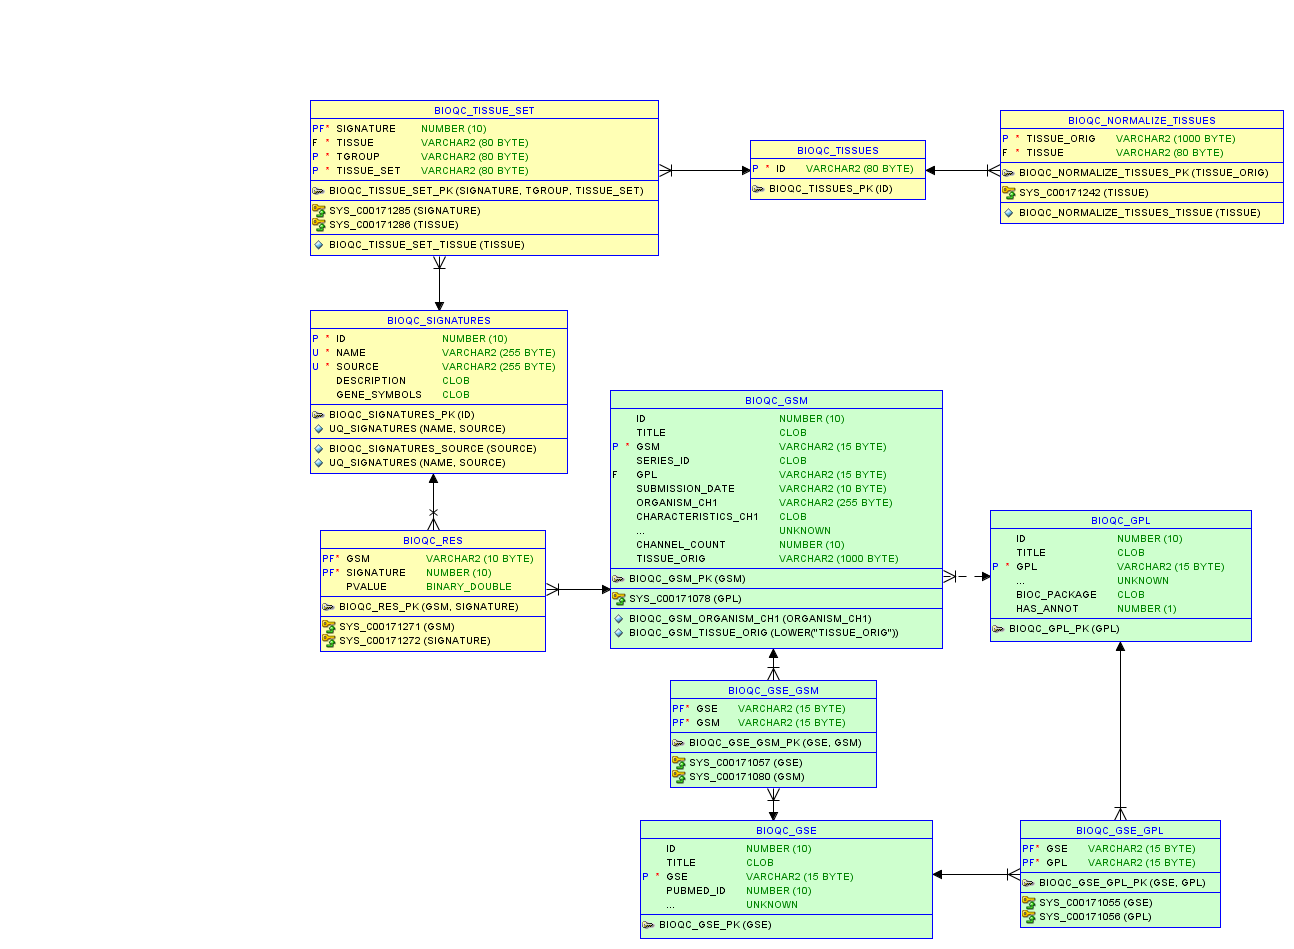 BIOQC_TISSUE_SET
PF* SIGNATURE NUMBER (10)
F * TISSUE VARCHAR2 (80 BYTE)
P * TGROUP VARCHAR2 (80 BYTE)
P * TISSUE_SET VARCHAR2 (80 BYTE)
BIOQC_TISSUE_SET_PK (SIGNATURE, TGROUP, TISSUE_SET)
SYS_C00171285 (SIGNATURE)
SYS_C00171286 (TISSUE)
BIOQC_TISSUE_SET_TISSUE (TISSUE)
BIOQC_TISSUES
P * ID VARCHAR2 (80 BYTE)
BIOQC_TISSUES_PK (ID)
BIOQC_NORMALIZE_TISSUES
P * TISSUE_ORIG VARCHAR2 (1000 BYTE)
F * TISSUE VARCHAR2 (80 BYTE)
BIOQC_NORMALIZE_TISSUES_PK (TISSUE_ORIG)
SYS_C00171242 (TISSUE)
BIOQC_NORMALIZE_TISSUES_TISSUE (TISSUE)
BIOQC_SIGNATURES
P * ID NUMBER (10)
U * NAME VARCHAR2 (255 BYTE)
U * SOURCE VARCHAR2 (255 BYTE)
DESCRIPTION CLOB
GENE_SYMBOLS CLOB
BIOQC_SIGNATURES_PK (ID)
UQ_SIGNATURES (NAME, SOURCE)
BIOQC_SIGNATURES_SOURCE (SOURCE)
UQ_SIGNATURES (NAME, SOURCE)
BIOQC_RES
PF* GSM VARCHAR2 (10 BYTE)
PF* SIGNATURE NUMBER (10)
PVALUE BINARY_DOUBLE
BIOQC_RES_PK (GSM, SIGNATURE)
SYS_C00171271 (GSM)
SYS_C00171272 (SIGNATURE)
BIOQC_GSM
ID NUMBER (10)
TITLE CLOB
P * GSM VARCHAR2 (15 BYTE)
SERIES_ID CLOB
F GPL VARCHAR2 (15 BYTE)
SUBMISSION_DATE VARCHAR2 (10 BYTE)
ORGANISM_CH1 VARCHAR2 (255 BYTE)
CHARACTERISTICS_CH1 CLOB
... UNKNOWN
CHANNEL_COUNT NUMBER (10)
TISSUE_ORIG VARCHAR2 (1000 BYTE)
BIOQC_GSM_PK (GSM)
SYS_C00171078 (GPL)
BIOQC_GSM_ORGANISM_CH1 (ORGANISM_CH1)
BIOQC_GSM_TISSUE_ORIG (LOWER("TISSUE_ORIG"))
BIOQC_GPL
ID NUMBER (10)
TITLE CLOB
P * GPL VARCHAR2 (15 BYTE)
... UNKNOWN
BIOC_PACKAGE CLOB
HAS_ANNOT NUMBER (1)
BIOQC_GPL_PK (GPL)
BIOQC_GSE_GSM
PF* GSE VARCHAR2 (15 BYTE)
PF* GSM VARCHAR2 (15 BYTE)
BIOQC_GSE_GSM_PK (GSE, GSM)
SYS_C00171057 (GSE)
SYS_C00171080 (GSM)
BIOQC_GSE
ID NUMBER (10)
TITLE CLOB
P * GSE VARCHAR2 (15 BYTE)
PUBMED_ID NUMBER (10)
... UNKNOWN
BIOQC_GSE_PK (GSE)
BIOQC_GSE_GPL
PF* GSE VARCHAR2 (15 BYTE)
PF* GPL VARCHAR2 (15 BYTE)
BIOQC_GSE_GPL_PK (GSE, GPL)
SYS_C00171055 (GSE)
SYS_C00171056 (GPL)